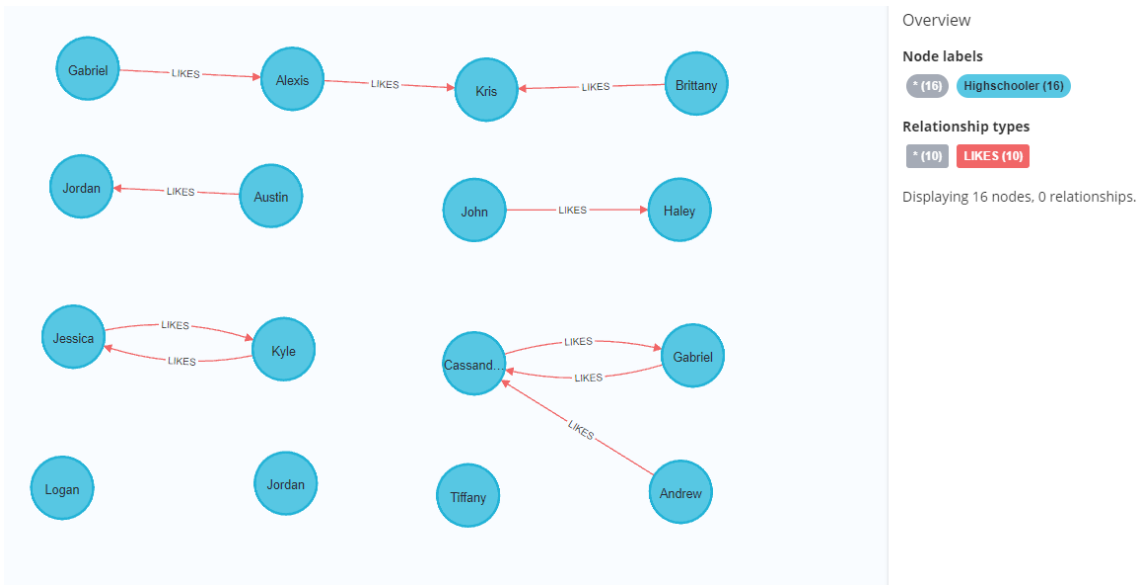 Gabriel LIKES Alexis LIKES Kris LIKES Brittany
Jordan LIKES Austin
John LIKES Haley
Jessica LIKES Kyle
LIKES
Cassand... LIKES Gabriel
LIKES
LIKES
Logan
Jordan
Tiffany
Andrew
Overview
Node labels
* (16) Highschooler (16)
Relationship types
* (10) LIKES (10)
Displaying 16 nodes, 0 relationships.